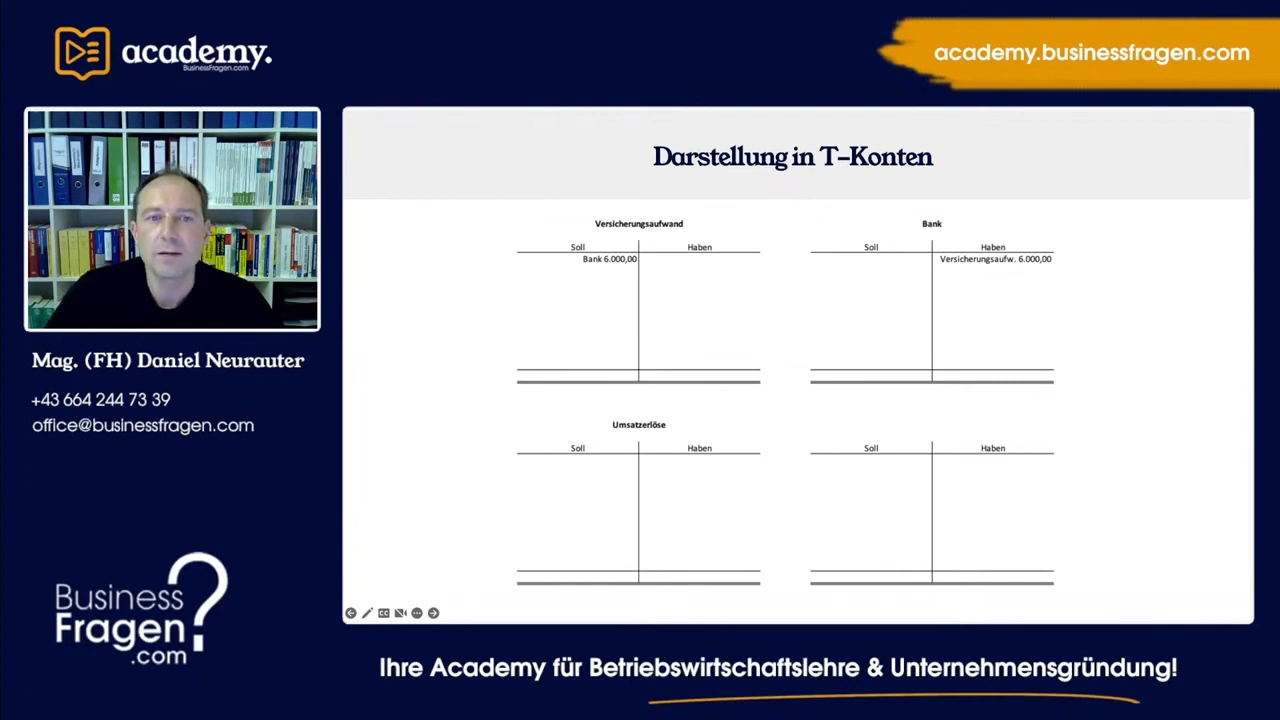 academy.
BusinessFragen.com
academy.businessfragen.com
Mag. (FH) Daniel Neurauter
+43 664 244 73 39
office@businessfragen.com
Business
Fragen
.com
?
Darstellung in T-Konten
Versicherungsaufwand
Soll Haben
Bank 6.000,00
Bank
Soll Haben
Versicherungsaufw. 6.000,00
Umsatzerlöse
Soll Haben
Soll Haben
CC
Ihre Academy für Betriebswirtschaftslehre & Unternehmensgründung!